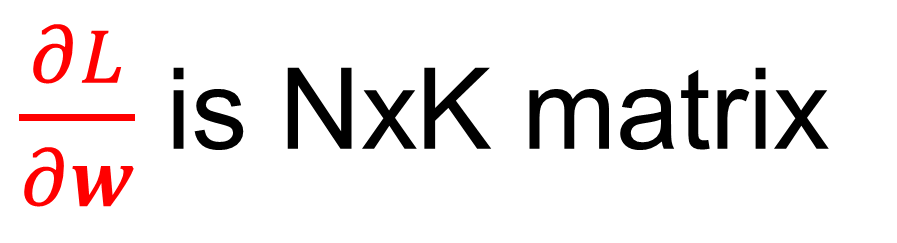 ∂L/∂w is NxK matrix